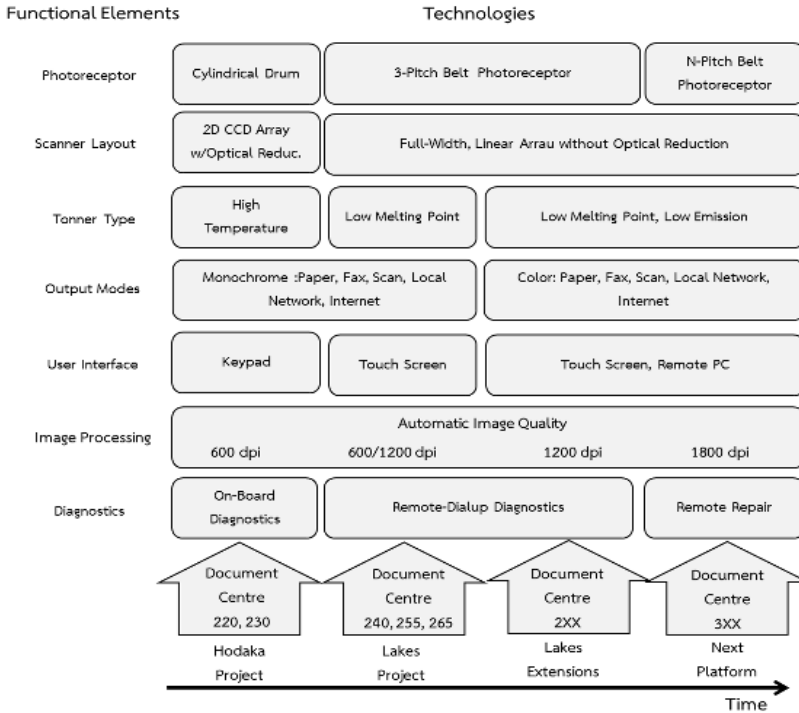 Functional Elements Technologies
Photoreceptor
Cylindrical Drum
3-Pitch Belt Photoreceptor
N-Pitch Belt
Photoreceptor
Scanner Layout
2D CCD Array
w/Optical Reduc.
Full-Width, Linear Arrau without Optical Reduction
Tonner Type
High
Temperature
Low Melting Point
Low Melting Point, Low Emission
Output Modes
Monochrome :Paper, Fax, Scan, Local
Network, Internet
Color: Paper, Fax, Scan, Local Network,
Internet
User Interface
Keypad
Touch Screen
Touch Screen, Remote PC
Image Processing
Automatic Image Quality
600 dpi 600/1200 dpi 1200 dpi 1800 dpi
Diagnostics
On-Board
Diagnostics
Remote-Dialup Diagnostics
Remote Repair
Document
Centre
220, 230
Document
Centre
240, 255, 265
Document
Centre
2XX
Document
Centre
3XX
Hodaka
Project
Lakes
Project
Lakes
Extensions
Next
Platform
Time